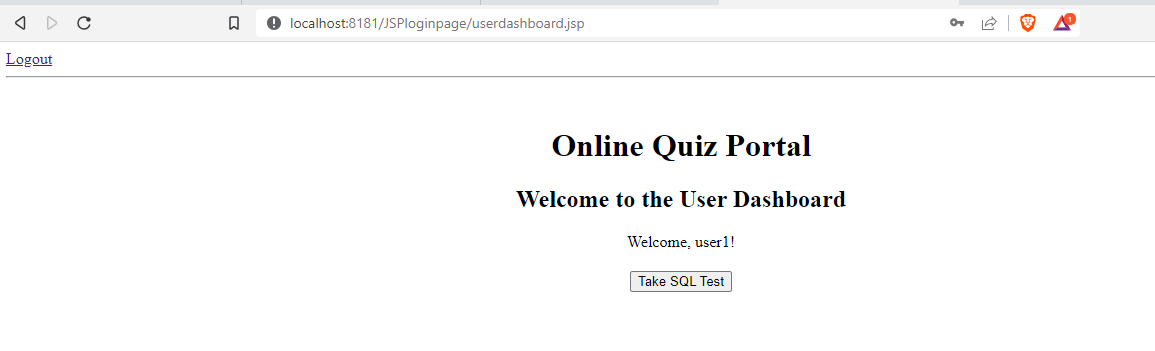 localhost:8181/JSPloginpage/userdashboard.jsp
1
Logout
Online Quiz Portal
Welcome to the User Dashboard
Welcome, user1!
Take SQL Test